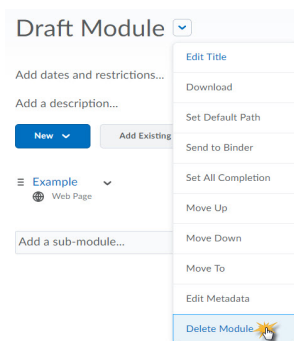 Draft Module
Edit Title
Add dates and restrictions...
Download
Add a description...
Set Default Path
New
Add Existing
Send to Binder
Example
Set All Completion
Web Page
Move Up
Add a sub-module...
Move Down
Move To
Edit Metadata
Delete Module